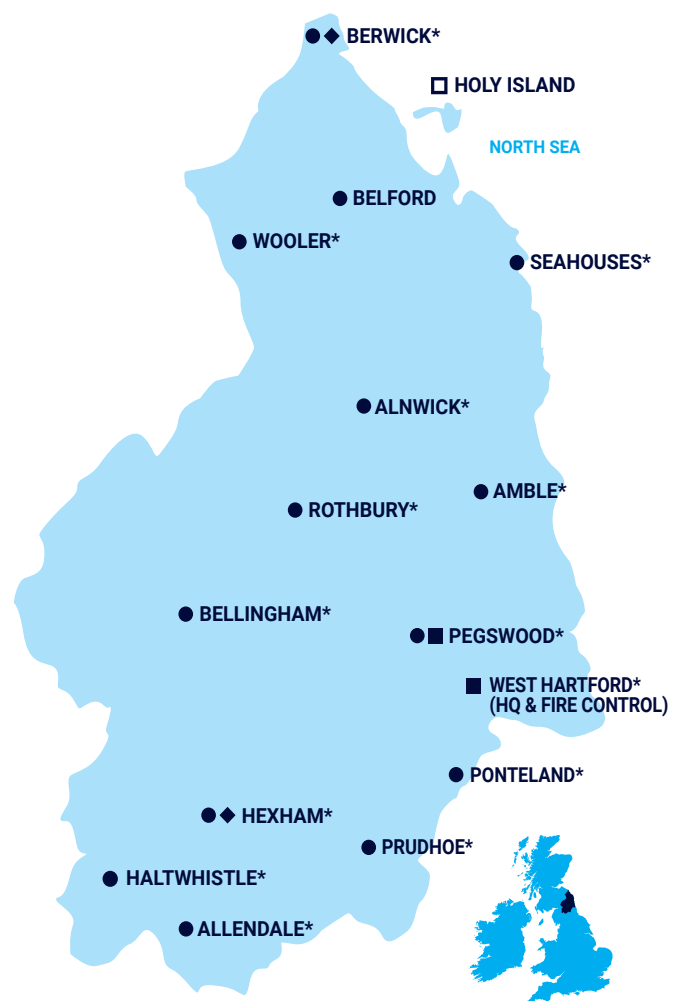 BERWICK*
HOLY ISLAND
NORTH SEA
BELFORD
WOOLER*
SEAHOUSES*
ALNWICK*
AMBLE*
ROTHBURY*
BELLINGHAM*
PEGSWOOD*
WEST HARTFORD*
(HQ & FIRE CONTROL)
PONTELAND*
HEXHAM*
PRUDHOE*
HALTWHISTLE*
ALLENDALE*